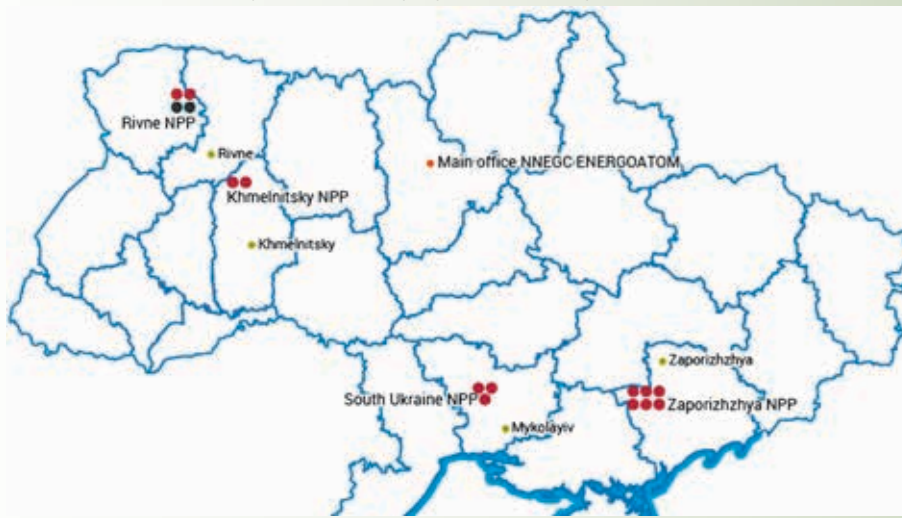 Rivne NPP
Rivne
Main office NNEGC ENERGOATOM
Khmelnitsky NPP
Khmelnitsky
Zaporizhzhya
South Ukraine NPP
Zaporizhzhya NPP
Mykolayiv